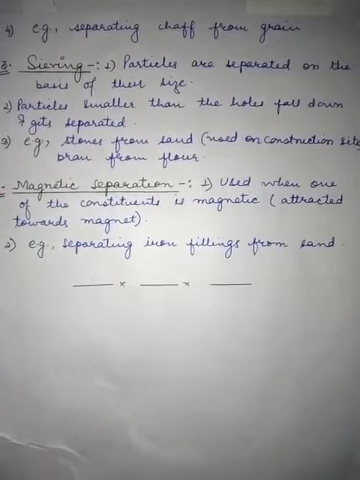 4) e.g., separating chaff from grain
3. Sieving -: 1) Particles are separated on the
basis of their size.
2) Particles smaller than the holes fall down
& gets separated.
3) e.g., stones from sand (used on construction site,
bran from flour.
Magnetic Separation -: 1) Used when one
of the constituents is magnetic (attracted
towards magnet).
2) e.g., separating iron fillings from sand.
—— x —— x ——